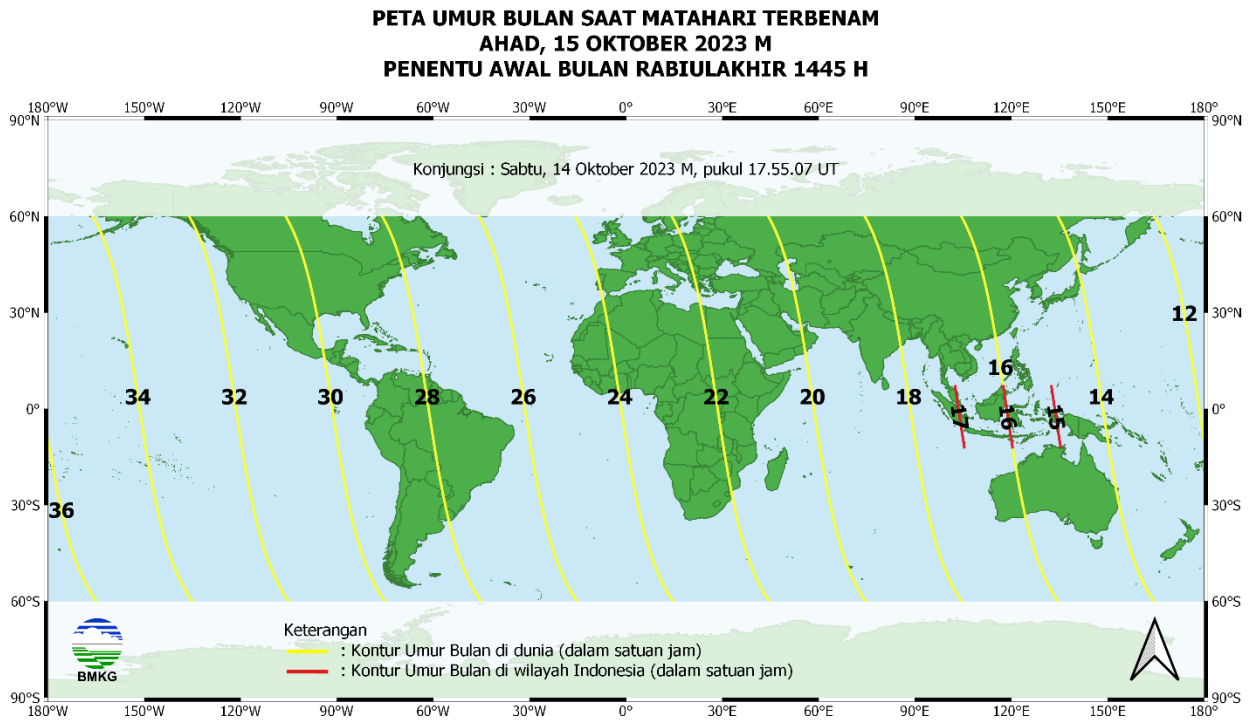 PETA UMUR BULAN SAAT MATAHARI TERBENAM
AHAD, 15 OKTOBER 2023 M
PENENTU AWAL BULAN RABIULAKHIR 1445 H
180°W 150°W 120°W 90°W 60°W 30°W 0° 30°E 60°E 90°E 120°E 150°E 180°
90°N 90°N
Konjungsi : Sabtu, 14 Oktober 2023 M, pukul 17.55.07 UT
60°N 60°N
30°N 12 30°N
16
34 32 30 28 26 24 22 20 18 14
0° 17 16 15 0°
30°S 36 30°S
60°S 60°S
Keterangan
: Kontur Umur Bulan di dunia (dalam satuan jam)
: Kontur Umur Bulan di wilayah Indonesia (dalam satuan jam)
BMKG
90°S 90°S
180°W 150°W 120°W 90°W 60°W 30°W 0° 30°E 60°E 90°E 120°E 150°E 180°